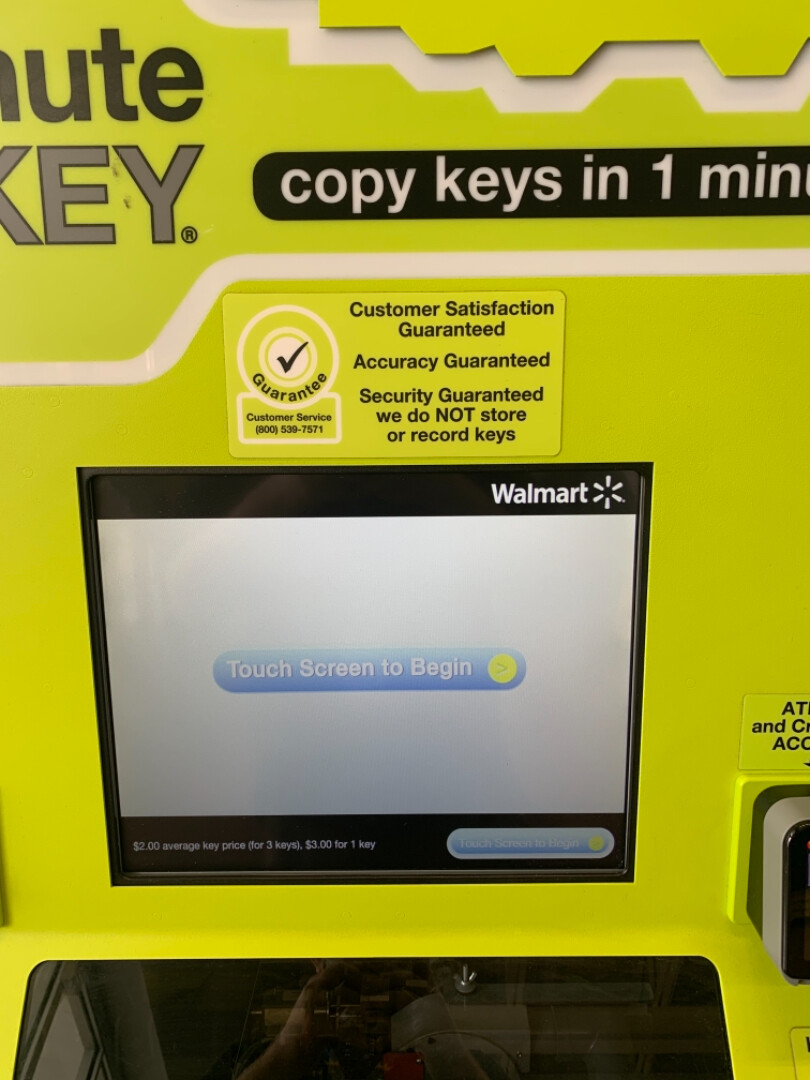 nute
KEY®
copy keys in 1 minu
Customer Satisfaction
Guaranteed
Accuracy Guaranteed
Security Guaranteed
we do NOT store
or record keys
Guarantee
Customer Service
(800) 539-7571
Walmart
Touch Screen to Begin >
$2.00 average key price (for 3 keys), $3.00 for 1 key
Touch Screen to Begin
AT
and Cr
ACC